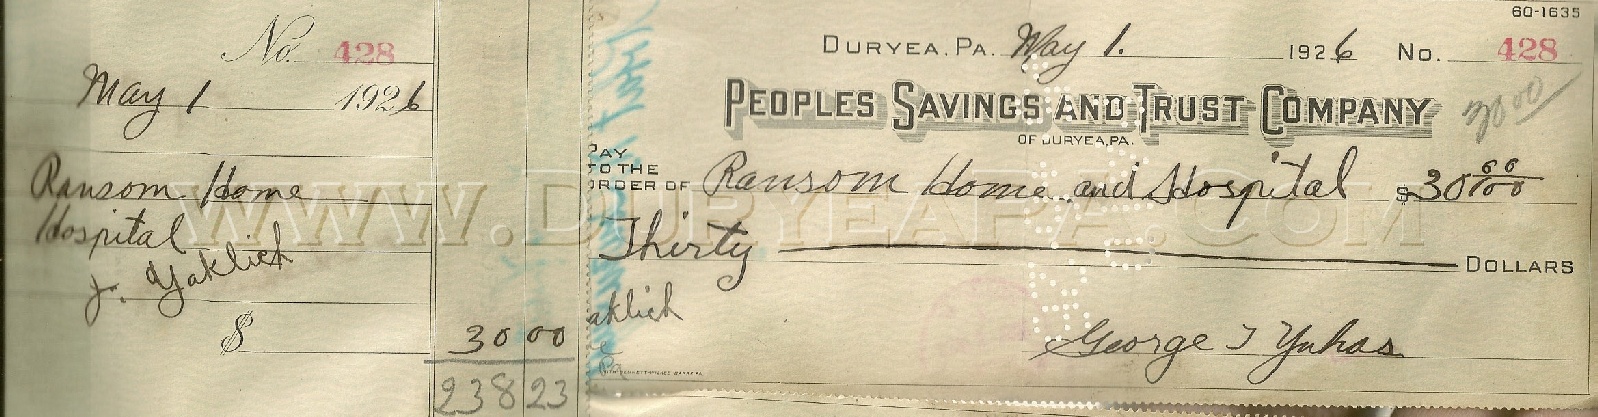 No. 428
May 1 1926
Ransom Home
Hospital
J. Yaklich
$ 30 00
238 23
60-1635
DURYEA, PA. May 1. 1926 No. 428
PEOPLES SAVINGS AND TRUST COMPANY
30 00
OF DURYEA, PA.
PAY
TO THE
ORDER OF Ransom Home and Hospital $30 00/100
Thirty DOLLARS
aklich
George J Yuhas
WWW.DURYEAPA.COM